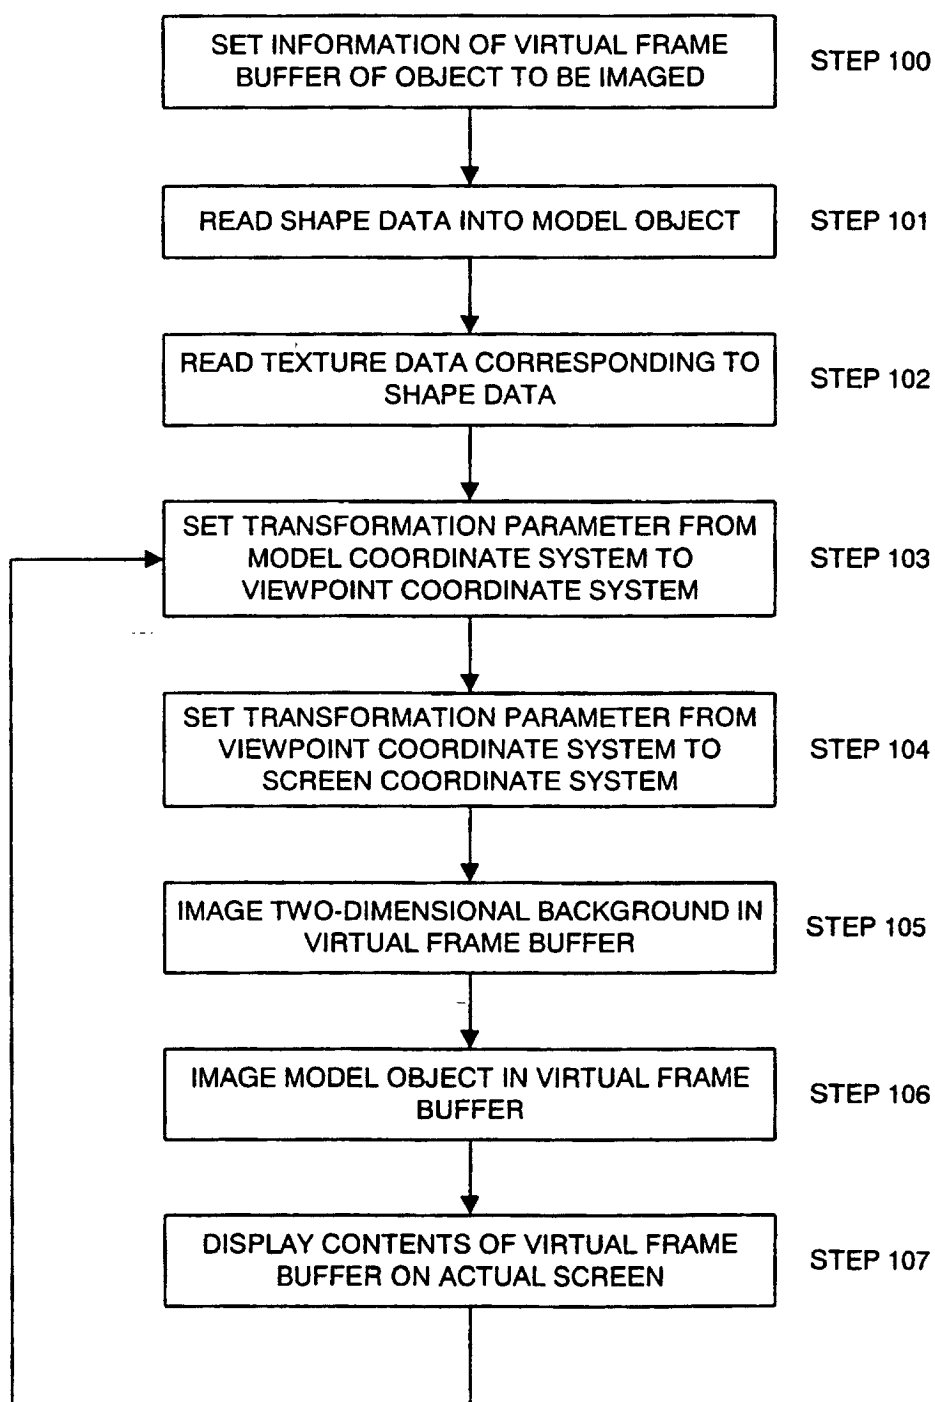 SET INFORMATION OF VIRTUAL FRAME
BUFFER OF OBJECT TO BE IMAGED
STEP 100
READ SHAPE DATA INTO MODEL OBJECT
STEP 101
READ TEXTURE DATA CORRESPONDING TO
SHAPE DATA
STEP 102
SET TRANSFORMATION PARAMETER FROM
MODEL COORDINATE SYSTEM TO
VIEWPOINT COORDINATE SYSTEM
STEP 103
SET TRANSFORMATION PARAMETER FROM
VIEWPOINT COORDINATE SYSTEM TO
SCREEN COORDINATE SYSTEM
STEP 104
IMAGE TWO-DIMENSIONAL BACKGROUND IN
VIRTUAL FRAME BUFFER
STEP 105
IMAGE MODEL OBJECT IN VIRTUAL FRAME
BUFFER
STEP 106
DISPLAY CONTENTS OF VIRTUAL FRAME
BUFFER ON ACTUAL SCREEN
STEP 107